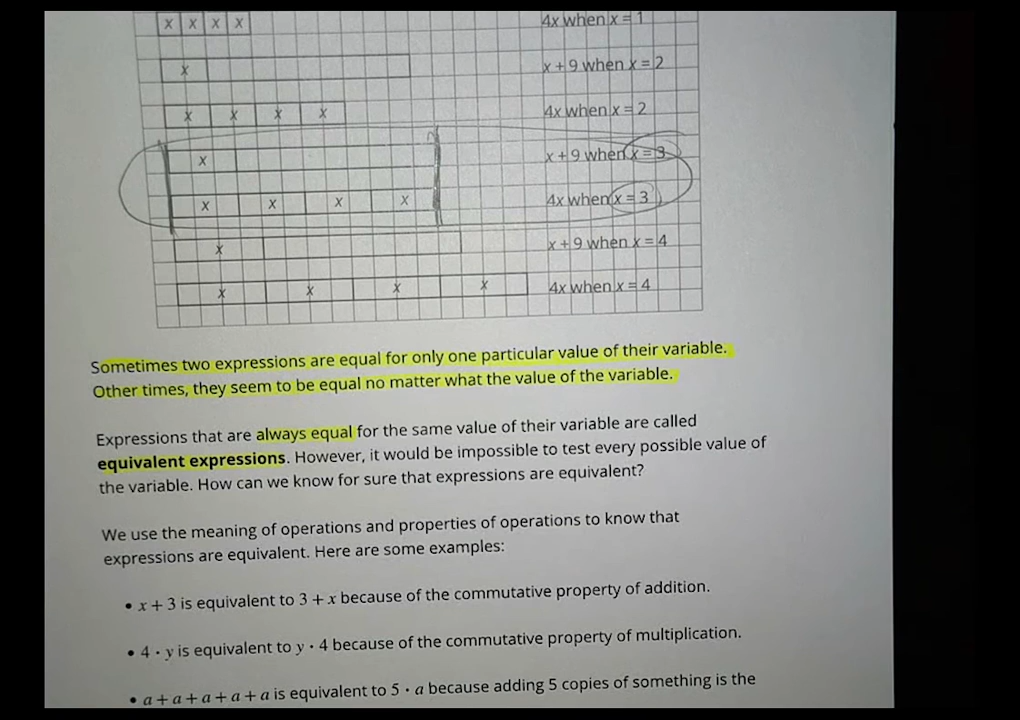 x x x x 4x when x = 1
x x + 9 when x = 2
x x x x 4x when x = 2
x x + 9 when x = 3
x x x x 4x when x = 3
x x + 9 when x = 4
x x x x 4x when x = 4
Sometimes two expressions are equal for only one particular value of their variable.
Other times, they seem to be equal no matter what the value of the variable.
Expressions that are always equal for the same value of their variable are called
equivalent expressions. However, it would be impossible to test every possible value of
the variable. How can we know for sure that expressions are equivalent?
We use the meaning of operations and properties of operations to know that
expressions are equivalent. Here are some examples:
• x + 3 is equivalent to 3 + x because of the commutative property of addition.
• 4 · y is equivalent to y · 4 because of the commutative property of multiplication.
• a + a + a + a + a is equivalent to 5 · a because adding 5 copies of something is the